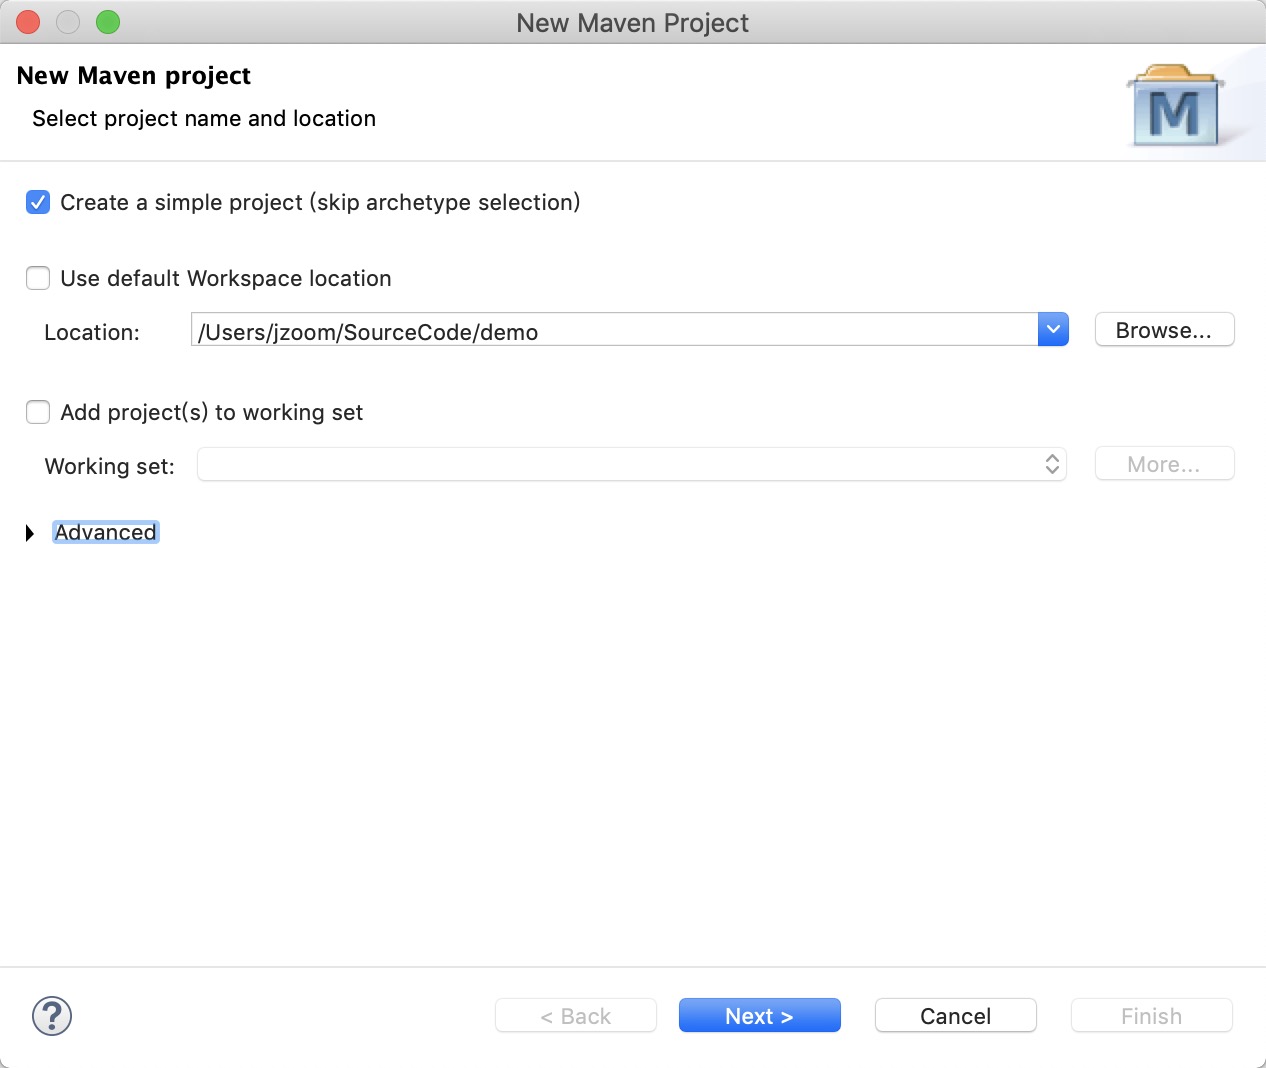 New Maven Project
New Maven project
Select project name and location
M
Create a simple project (skip archetype selection)
Use default Workspace location
Location: /Users/jzoom/SourceCode/demo Browse...
Add project(s) to working set
Working set: More...
Advanced
? < Back Next > Cancel Finish